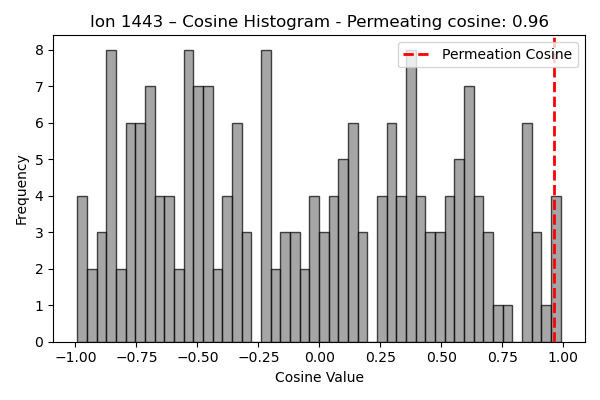 Ion 1443 – Cosine Histogram - Permeating cosine: 0.96
Permeation Cosine
Frequency
8
7
6
5
4
3
2
1
0
−1.00 −0.75 −0.50 −0.25 0.00 0.25 0.50 0.75 1.00
Cosine Value